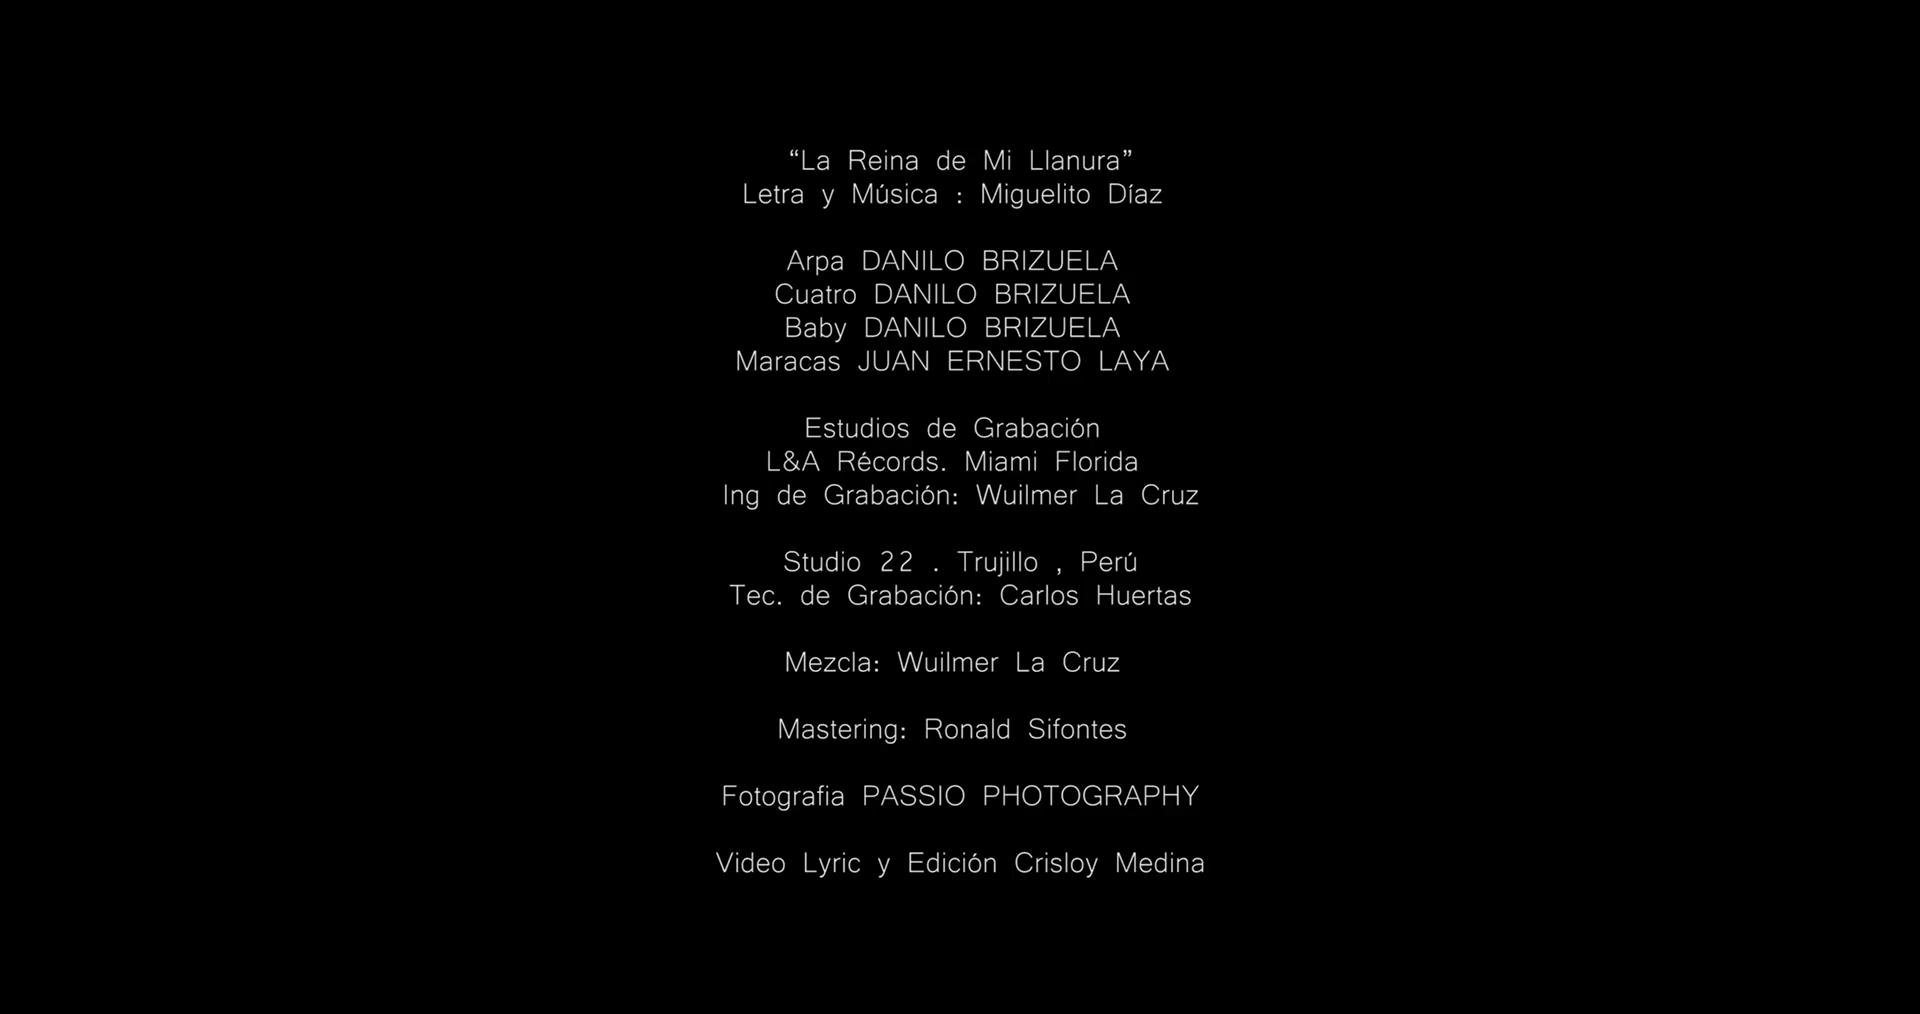 “La Reina de Mi Llanura”
Letra y Música : Miguelito Díaz
Arpa DANILO BRIZUELA
Cuatro DANILO BRIZUELA
Baby DANILO BRIZUELA
Maracas JUAN ERNESTO LAYA
Estudios de Grabación
L&A Récords. Miami Florida
Ing de Grabación: Wuilmer La Cruz
Studio 22 . Trujillo , Perú
Tec. de Grabación: Carlos Huertas
Mezcla: Wuilmer La Cruz
Mastering: Ronald Sifontes
Fotografia PASSIO PHOTOGRAPHY
Video Lyric y Edición Crisloy Medina